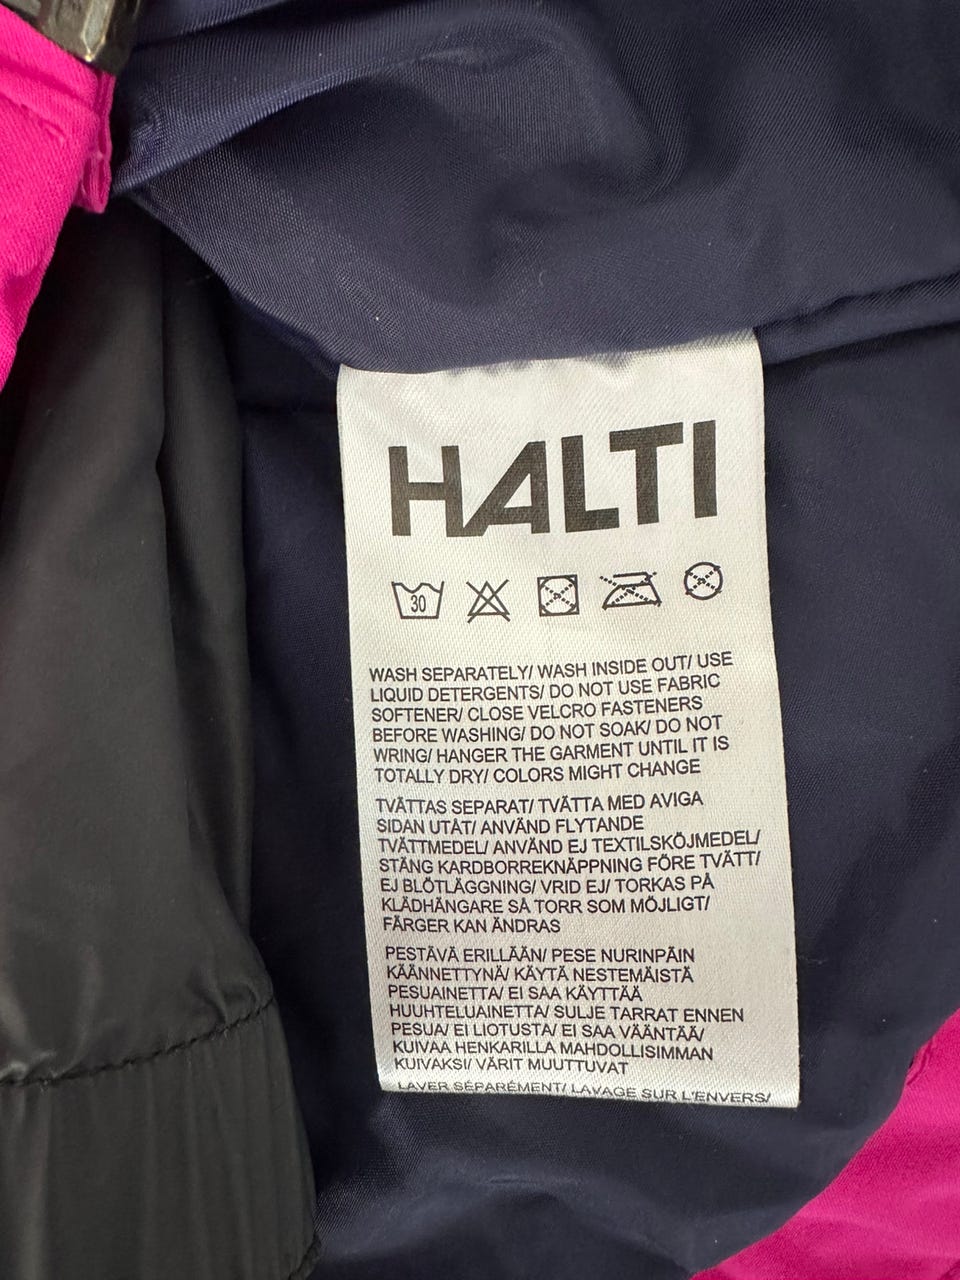 HALTI
30
WASH SEPARATELY/ WASH INSIDE OUT/ USE
LIQUID DETERGENTS/ DO NOT USE FABRIC
SOFTENER/ CLOSE VELCRO FASTENERS
BEFORE WASHING/ DO NOT SOAK/ DO NOT
WRING/ HANGER THE GARMENT UNTIL IT IS
TOTALLY DRY/ COLORS MIGHT CHANGE
TVÄTTAS SEPARAT/ TVÄTTA MED AVIGA
SIDAN UTÅT/ ANVÄND FLYTANDE
TVÄTTMEDEL/ ANVÄND EJ TEXTILSKÖJMEDEL/
STÄNG KARDBORREKNÄPPNING FÖRE TVÄTT/
EJ BLÖTLÄGGNING/ VRID EJ/ TORKAS PÅ
KLÄDHÄNGARE SÅ TORR SOM MÖJLIGT/
FÄRGER KAN ÄNDRAS
PESTÄVÄ ERILLÄÄN/ PESE NURINPÄIN
KÄÄNNETTYNÄ/ KÄYTÄ NESTEMÄISTÄ
PESUAINETTA/ EI SAA KÄYTTÄÄ
HUUHTELUAINETTA/ SULJE TARRAT ENNEN
PESUA/ EI LIOTUSTA/ EI SAA VÄÄNTÄÄ/
KUIVAA HENKARILLA MAHDOLLISIMMAN
KUIVAKSI/ VÄRIT MUUTTUVAT
LAVER SÉPARÉMENT/ LAVAGE SUR L'ENVERS/